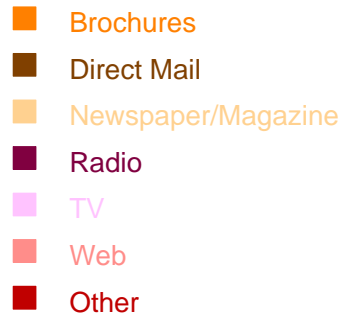 Brochures
Direct Mail
Newspaper/Magazine
Radio
TV
Web
Other